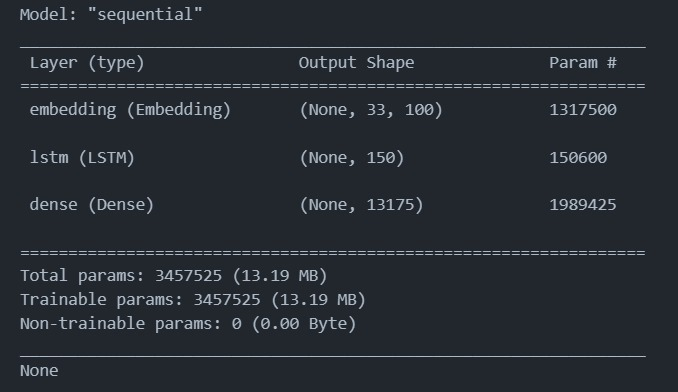 Model: "sequential"
_________________________________________________________________
Layer (type)                Output Shape              Param #
=================================================================
embedding (Embedding)       (None, 33, 100)           1317500
lstm (LSTM)                 (None, 150)               150600
dense (Dense)               (None, 13175)             1989425
=================================================================
Total params: 3457525 (13.19 MB)
Trainable params: 3457525 (13.19 MB)
Non-trainable params: 0 (0.00 Byte)
_________________________________________________________________
None